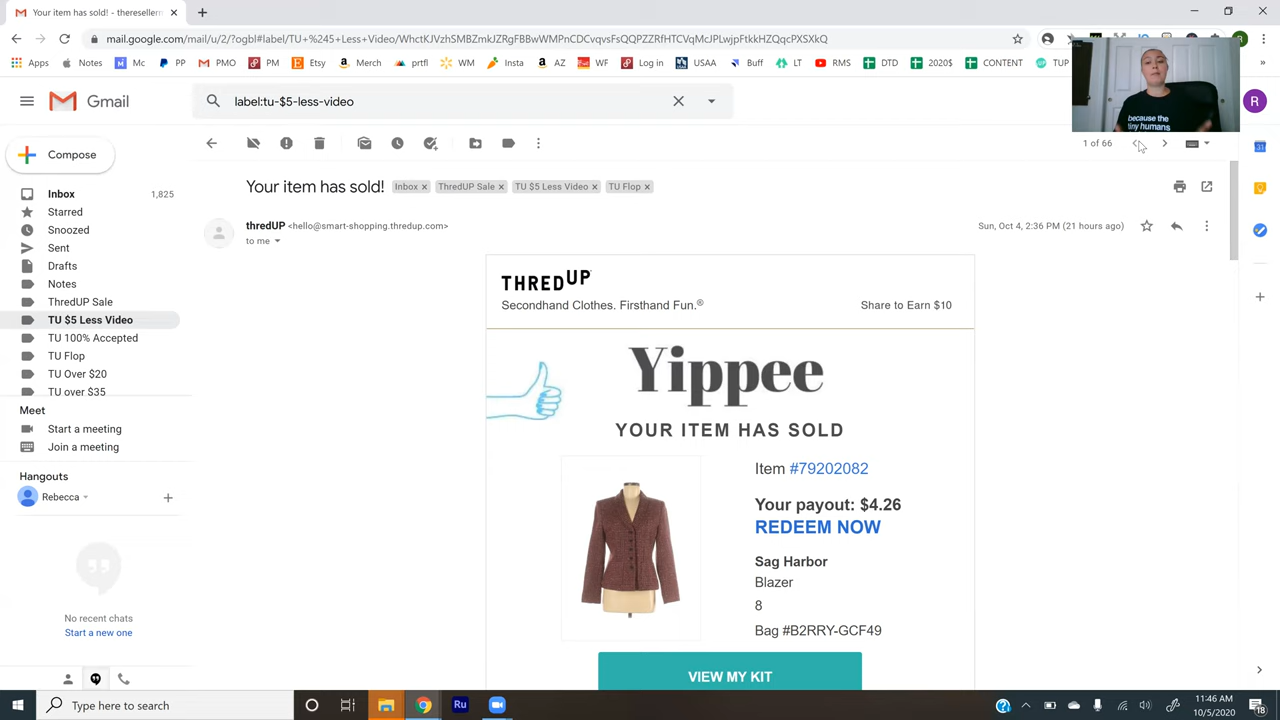 Your item has sold! - thereseller
mail.google.com/mail/u/2/?ogbl#label/TU+%245+Less+Video/WhctKJVzhSMBZmkJZRgFBBwWMPnCDCvqvsFsQQPZZRfHTCVqMcJPLwjpFtkkHZQqcPXSXkQ
Apps Notes Mc PP PMO PM Etsy Merch prtfl WM Insta AZ WF Log in USAA Buff LT RMS DTD 2020$ CONTENT TUP »
because the
tiny humans
Gmail
label:tu-$5-less-video
R
Compose
1 of 66
Your item has sold! Inbox x ThredUP Sale x TU $5 Less Video x TU Flop x
Inbox 1,825
Starred
Snoozed
Sent
Drafts
Notes
ThredUP Sale
TU $5 Less Video
TU 100% Accepted
TU Flop
TU Over $20
TU over $35
Meet
Start a meeting
Join a meeting
Hangouts
Rebecca
No recent chats
Start a new one
thredUP <hello@smart-shopping.thredup.com>
Sun, Oct 4, 2:36 PM (21 hours ago)
to me
THREDUP
Secondhand Clothes. Firsthand Fun.®
Share to Earn $10
Yippee
YOUR ITEM HAS SOLD
Item #79202082
Your payout: $4.26
REDEEM NOW
Sag Harbor
Blazer
8
Bag #B2RRY-GCF49
VIEW MY KIT
Type here to search
Ru
11:46 AM
10/5/2020
18